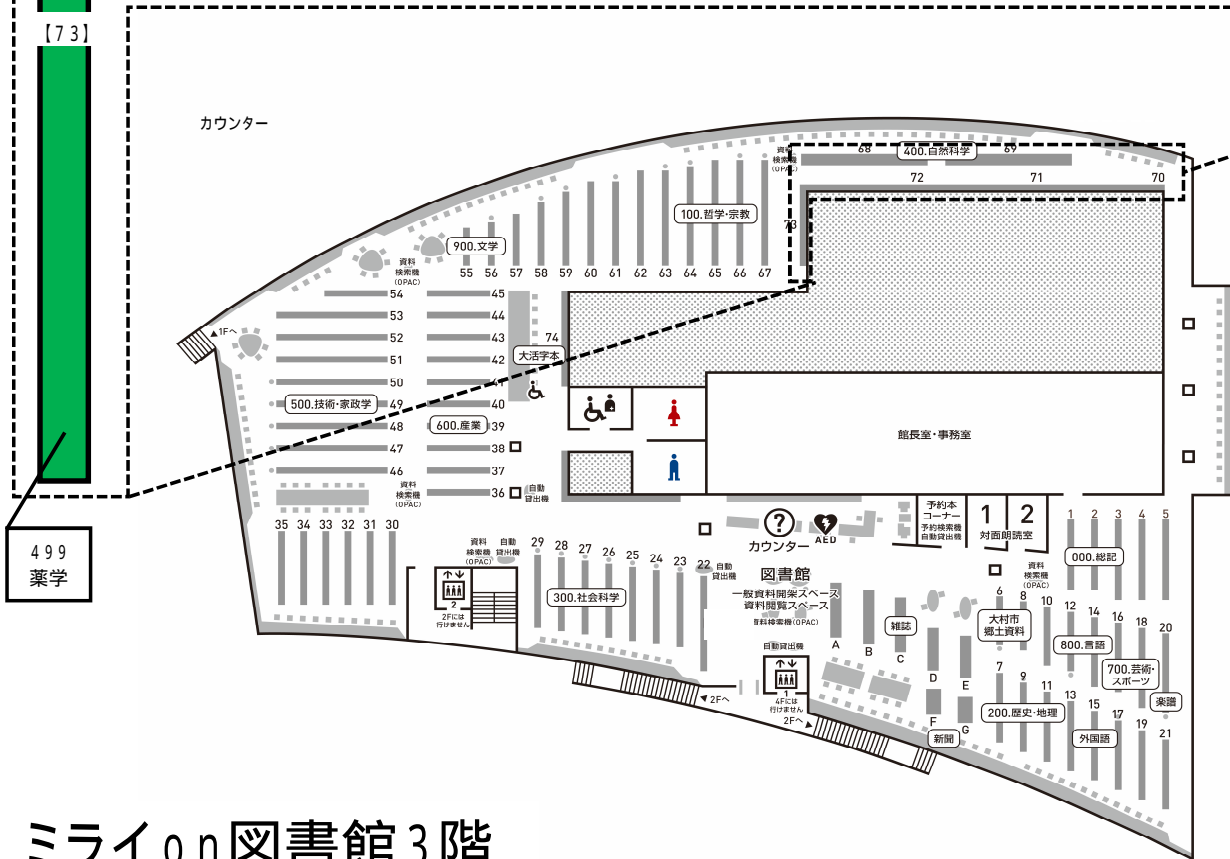 【73】
カウンター
資料
検索機
(OPAC)
68
400.自然科学
69
72
71
70
73
100.哲学・宗教
900.文学
55
56
57
58
59
60
61
62
63
64
65
66
67
資料
検索機
(OPAC)
54
53
52
51
50
49
48
47
46
45
44
43
42
41
40
39
38
37
36
▲1Fへ
74
大活字本
500.技術・家政学
600.産業
館長室・事務室
資料
検索機
(OPAC)
自動
貸出機
35
34
33
32
31
30
資料
検索機
(OPAC)
自動
貸出機
29
28
27
26
25
24
23
22
自動
貸出機
300.社会科学
2
2Fには
行けません
?
カウンター
AED
図書館
一般資料開架スペース
資料閲覧スペース
資料検索機(OPAC)
自動貸出機
1
4Fには
行けません
◀2Fへ
2Fへ▶
予約本
コーナー
予約検索機
自動貸出機
1
2
対面朗読室
資料
検索機
(OPAC)
1
2
3
4
5
000.総記
6
8
10
12
14
16
18
20
大村市
郷土資料
800.言語
700.芸術・
スポーツ
楽譜
7
9
11
13
15
17
19
21
200.歴史・地理
外国語
雑誌
A
B
C
D
E
F
G
新聞
499
薬学
ミライon図書館3階